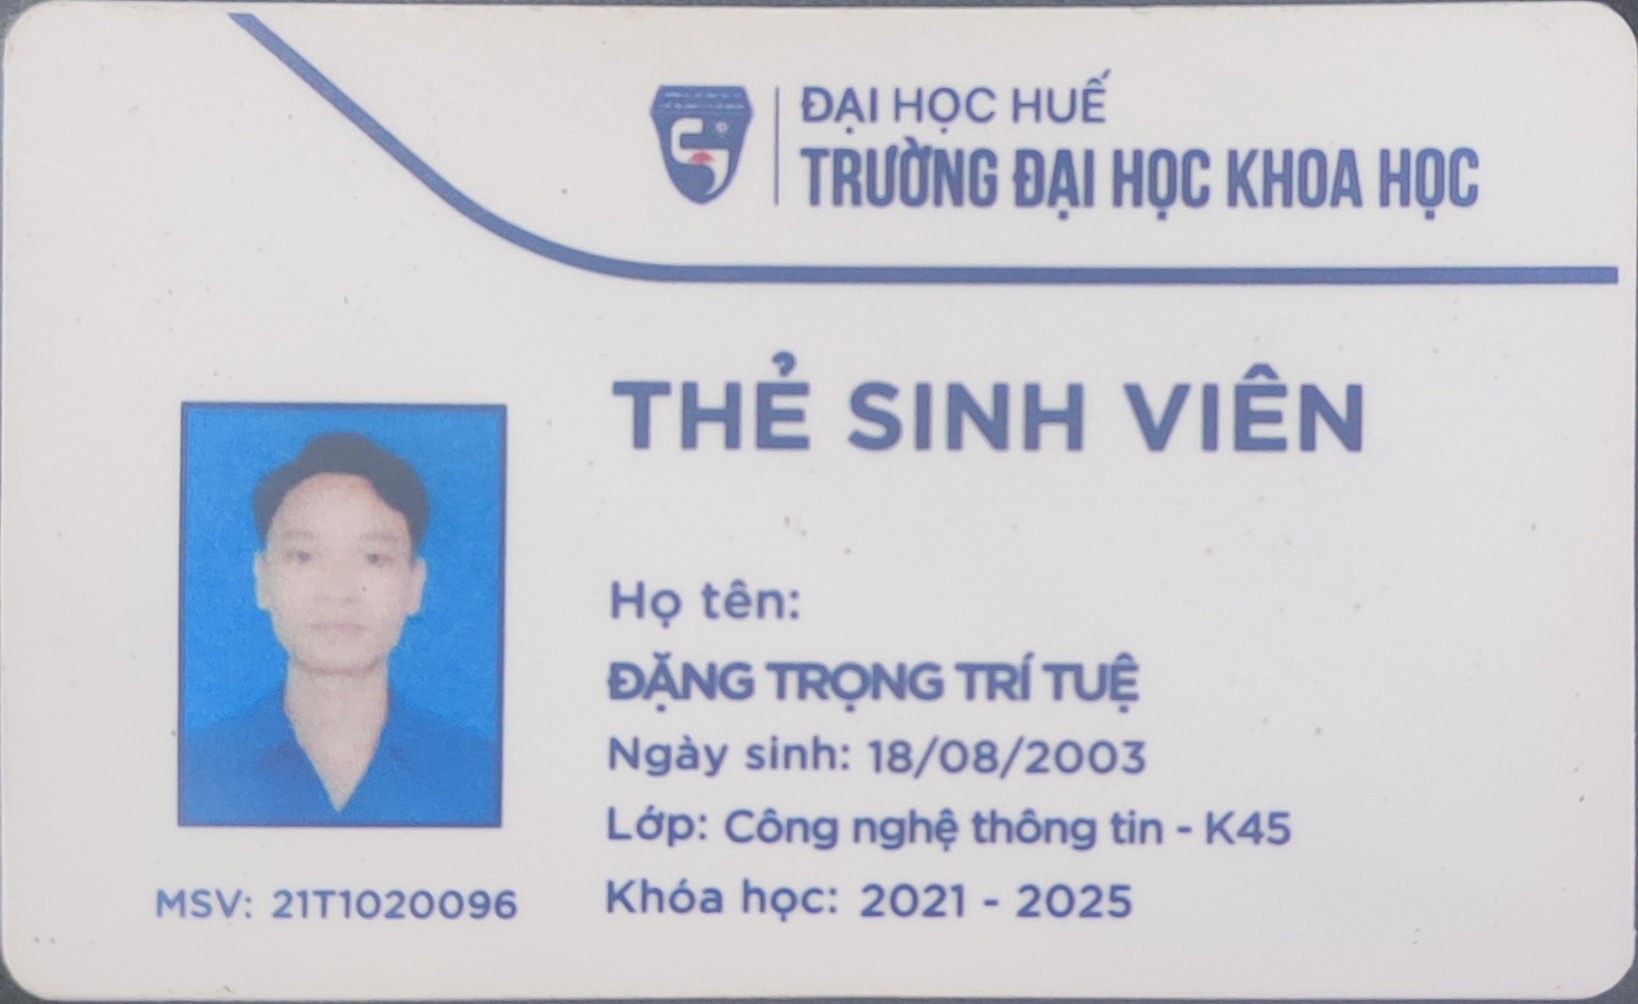 ĐẠI HỌC HUẾ
TRƯỜNG ĐẠI HỌC KHOA HỌC
THẺ SINH VIÊN
Họ tên:
ĐẶNG TRỌNG TRÍ TUỆ
Ngày sinh: 18/08/2003
Lớp: Công nghệ thông tin - K45
Khóa học: 2021 - 2025
MSV: 21T1020096